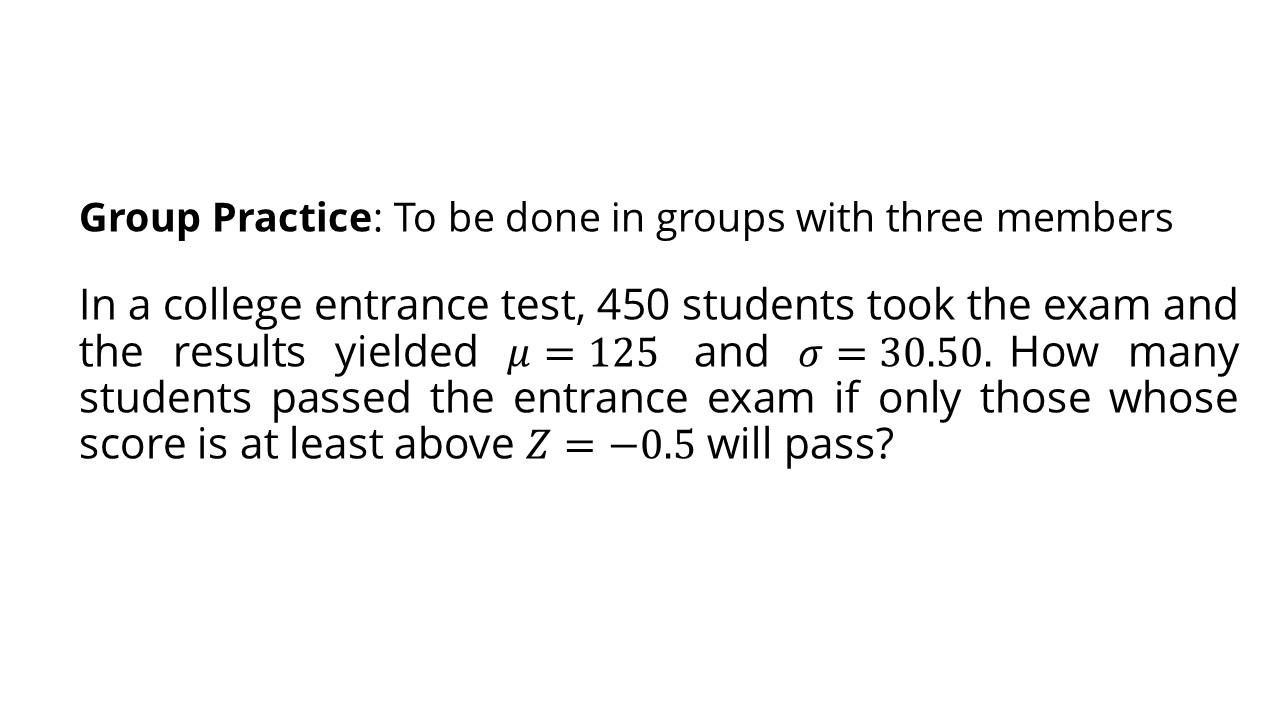 Group Practice: To be done in groups with three members
In a college entrance test, 450 students took the exam and
the results yielded μ = 125 and σ = 30.50. How many
students passed the entrance exam if only those whose
score is at least above Z = −0.5 will pass?